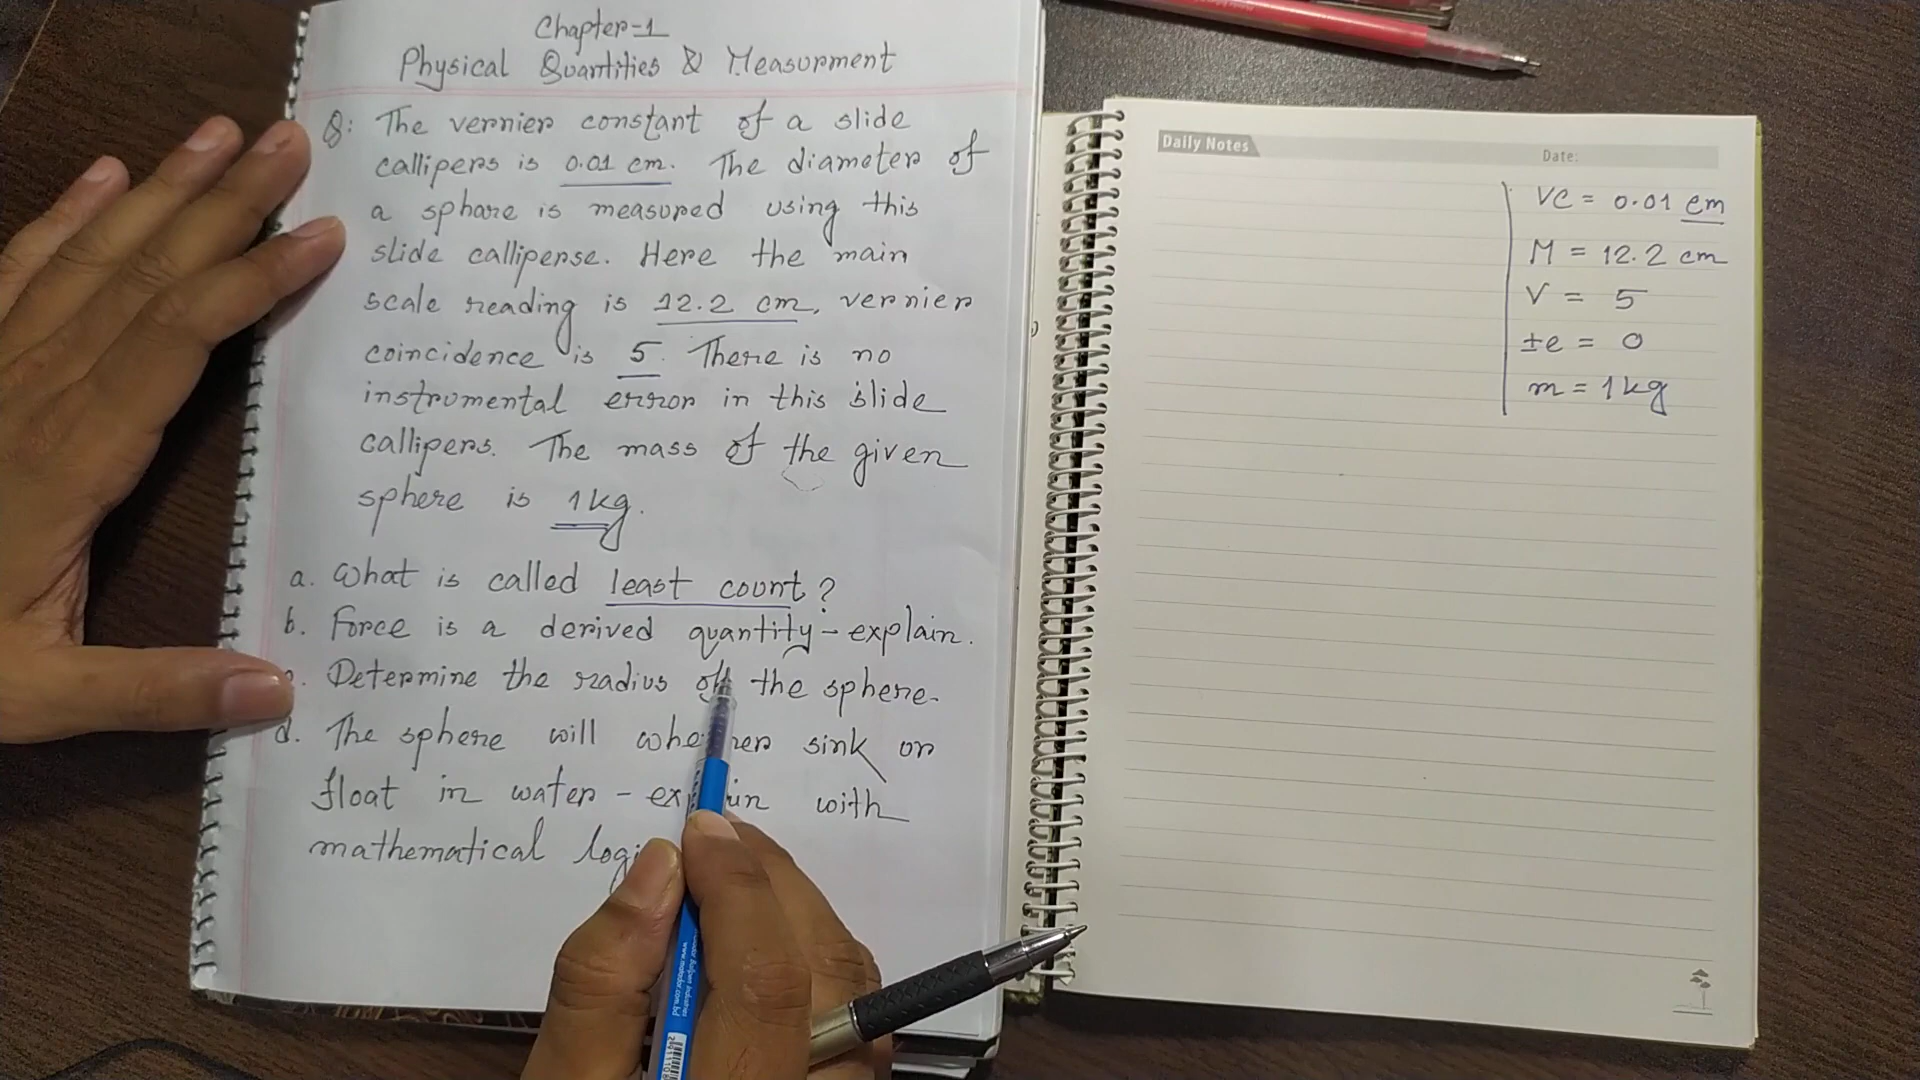 Chapter-1
Physical Quantities & Measurment
Q: The vernier constant of a slide
callipers is 0.01 cm. The diameter of
a sphare is measured using this
slide calliperse. Here the main
scale reading is 12.2 cm, vernier
coincidence is 5. There is no
instrumental error in this slide
callipers. The mass of the given
sphere is 1kg.
a. What is called least count?
b. Force is a derived quantity - explain.
Determine the radius of the sphere.
d. The sphere will whether sink or
float in water - explain with
mathematical
Daily Notes
Date:
VC = 0.01 cm
M = 12.2 cm
V = 5
±e = 0
m = 1kg